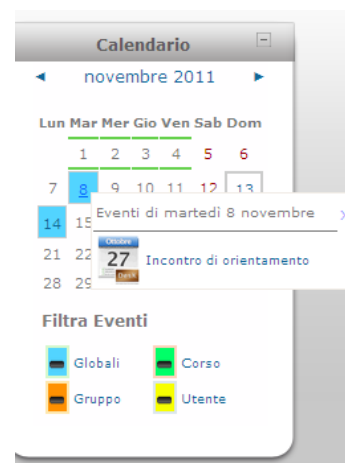 Calendario
◄ novembre 2011 ►
Lun Mar Mer Gio Ven Sab Dom
1 2 3 4 5 6
7 8 9 10 11 12 13
14 15
21 22
28 29
Eventi di martedì 8 novembre x
Ottobre
27
Incontro di orientamento
Filtra Eventi
Globali Corso
Gruppo Utente